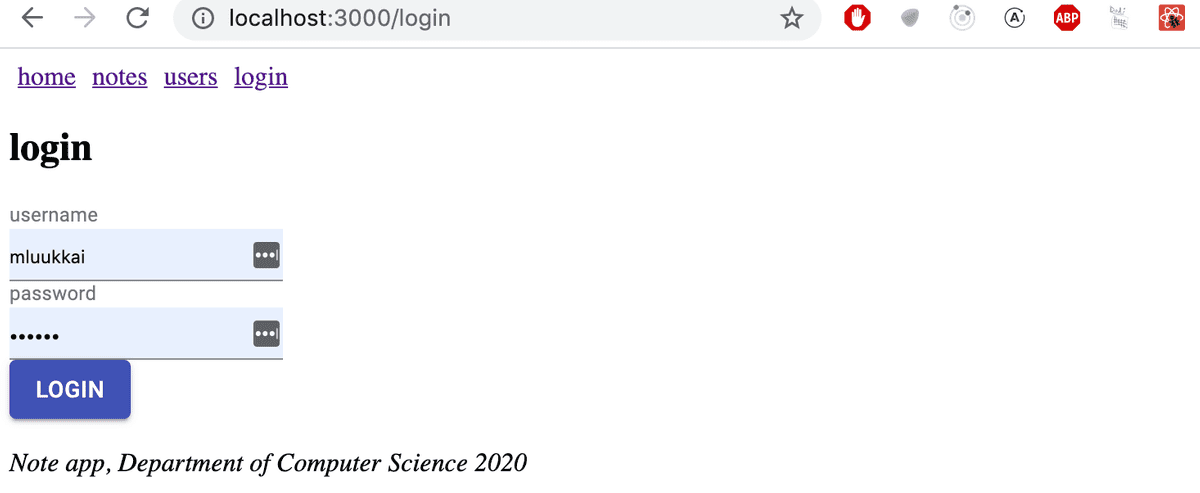 localhost:3000/login
A
ABP
home notes users login
login
username
mluukkai
password
••••••
LOGIN
Note app, Department of Computer Science 2020